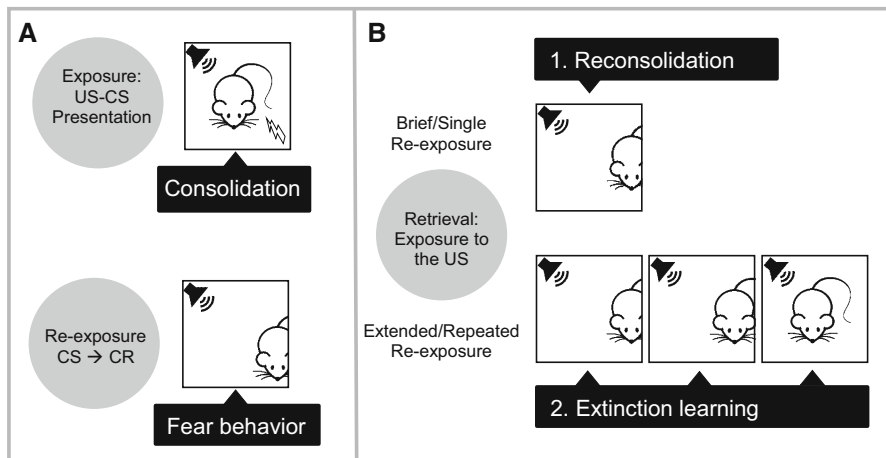 A
Exposure:
US-CS
Presentation
Consolidation
Re-exposure
CS → CR
Fear behavior
B
1. Reconsolidation
Brief/Single
Re-exposure
Retrieval:
Exposure to
the US
Extended/Repeated
Re-exposure
2. Extinction learning